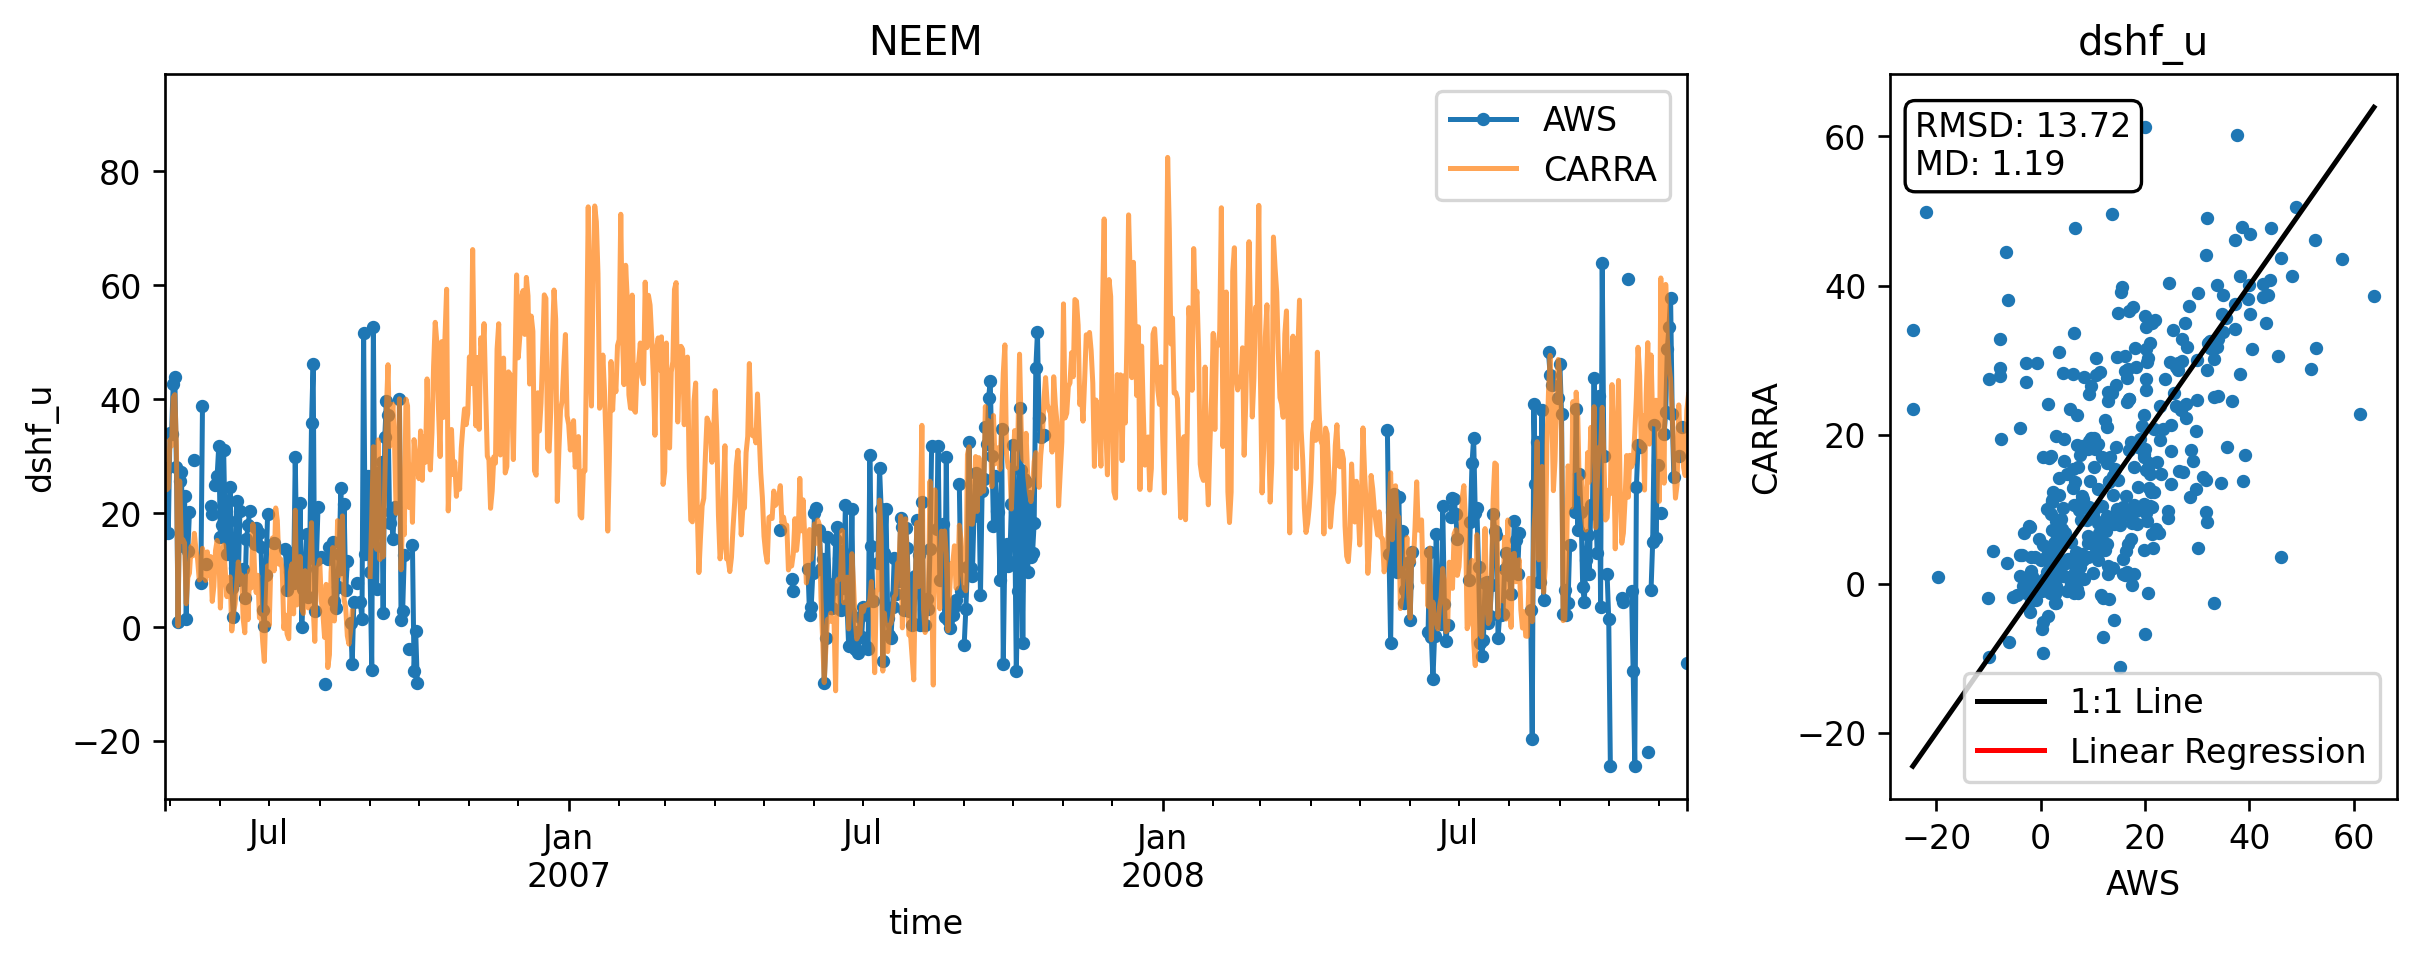 NEEM
dshf_u
80
60
40
20
0
−20
dshf_u
AWS
CARRA
Jul
Jan
2007
Jul
Jan
2008
Jul
time
dshf_u
RMSD: 13.72
MD: 1.19
60
40
20
0
−20
CARRA
1:1 Line
Linear Regression
−20
0
20
40
60
AWS